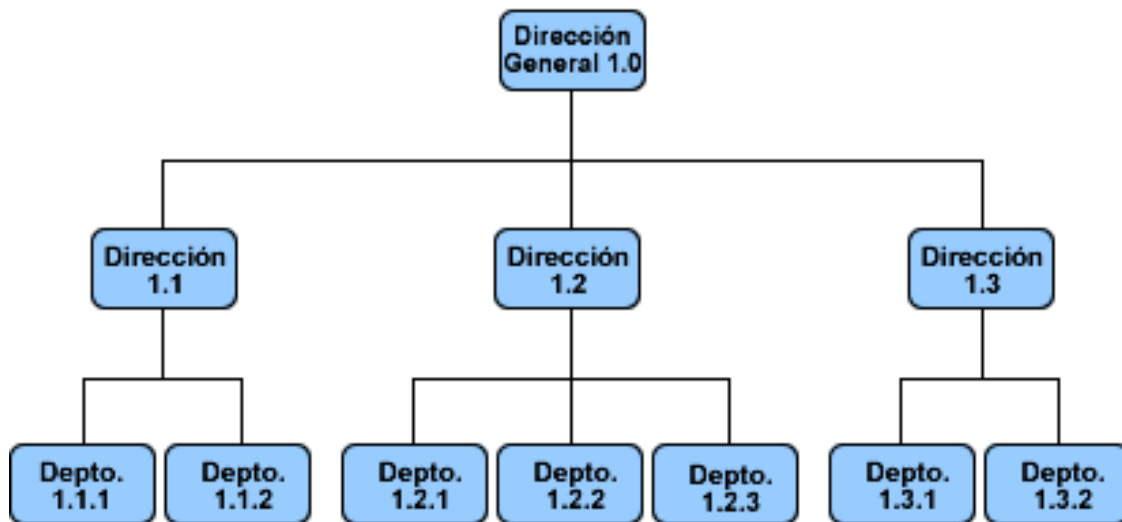 Dirección
General 1.0
Dirección
1.1
Dirección
1.2
Dirección
1.3
Depto.
1.1.1
Depto.
1.1.2
Depto.
1.2.1
Depto.
1.2.2
Depto.
1.2.3
Depto.
1.3.1
Depto.
1.3.2